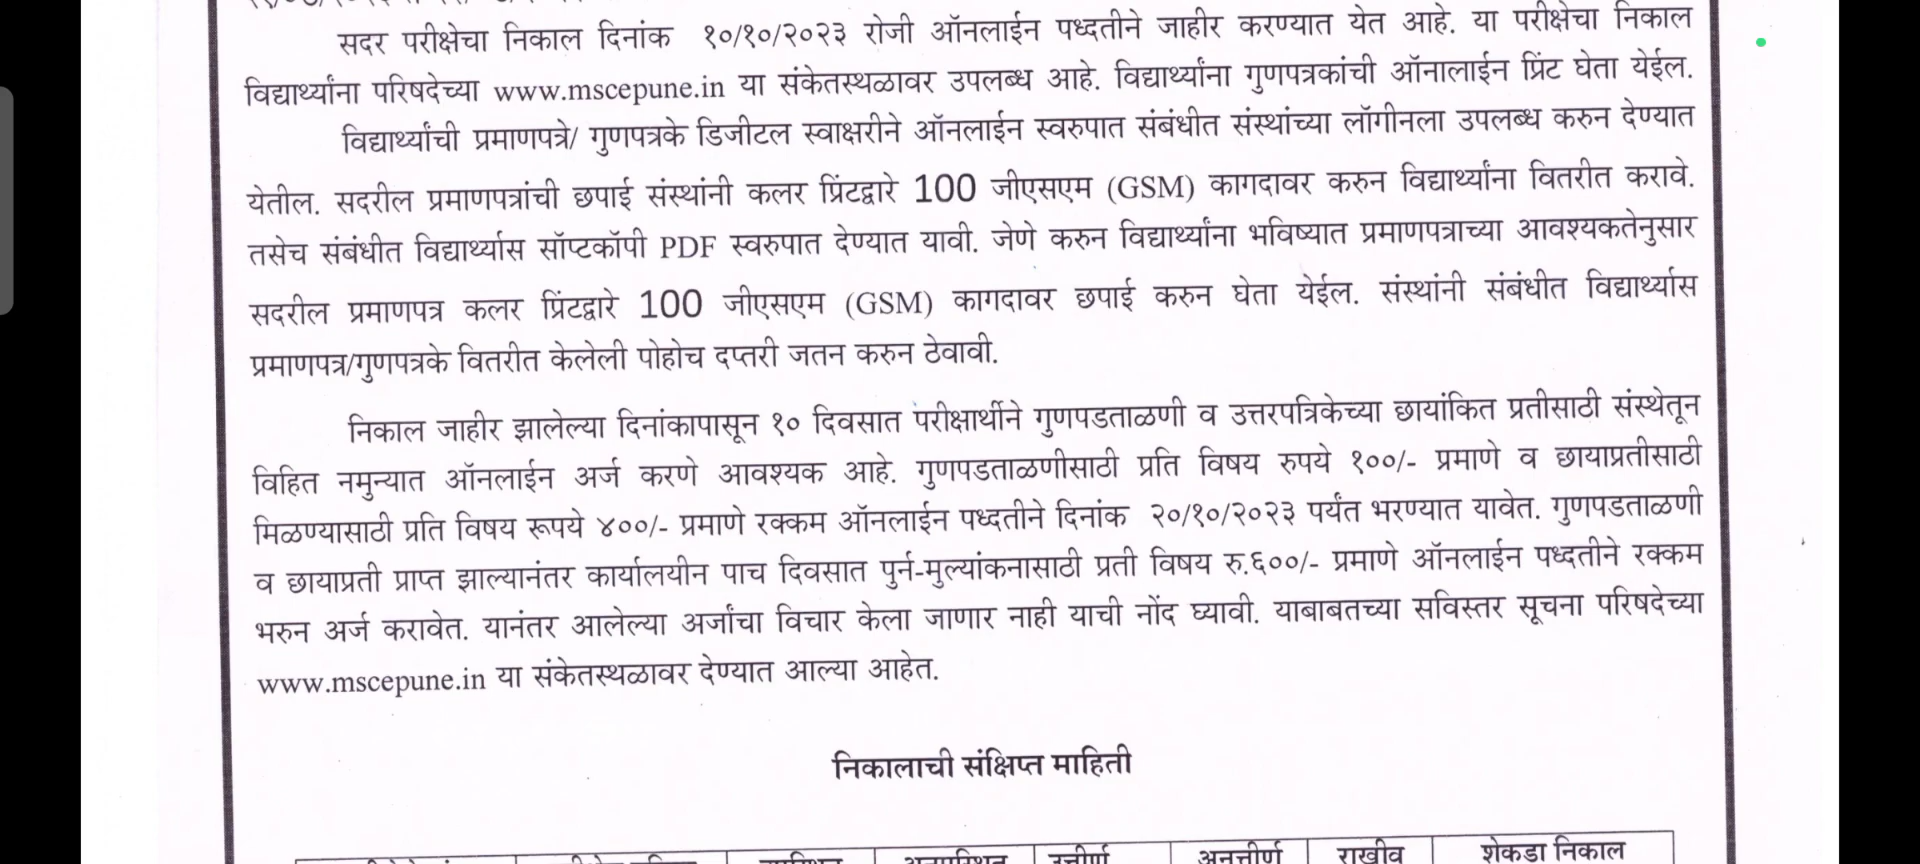 सदर परीक्षेचा निकाल दिनांक १०/१०/२०२३ रोजी ऑनलाईन पध्दतीने जाहीर करण्यात येत आहे. या परीक्षेचा निकाल
विद्यार्थ्यांना परिषदेच्या www.mscepune.in या संकेतस्थळावर उपलब्ध आहे. विद्यार्थ्यांना गुणपत्रकांची ऑनालाईन प्रिंट घेता येईल.
विद्यार्थ्यांची प्रमाणपत्रे/ गुणपत्रके डिजीटल स्वाक्षरीने ऑनलाईन स्वरुपात संबंधीत संस्थांच्या लॉगीनला उपलब्ध करुन देण्यात
येतील. सदरील प्रमाणपत्रांची छपाई संस्थांनी कलर प्रिंटद्वारे 100 जीएसएम (GSM) कागदावर करुन विद्यार्थ्यांना वितरीत करावे.
तसेच संबंधीत विद्यार्थ्यास सॉप्टकॉपी PDF स्वरुपात देण्यात यावी. जेणे करुन विद्यार्थ्यांना भविष्यात प्रमाणपत्राच्या आवश्यकतेनुसार
सदरील प्रमाणपत्र कलर प्रिंटद्वारे 100 जीएसएम (GSM) कागदावर छपाई करुन घेता येईल. संस्थांनी संबंधीत विद्यार्थ्यास
प्रमाणपत्र/गुणपत्रके वितरीत केलेली पोहोच दप्तरी जतन करुन ठेवावी.
निकाल जाहीर झालेल्या दिनांकापासून १० दिवसात परीक्षार्थीने गुणपडताळणी व उत्तरपत्रिकेच्या छायांकित प्रतीसाठी संस्थेतून
विहित नमुन्यात ऑनलाईन अर्ज करणे आवश्यक आहे. गुणपडताळणीसाठी प्रति विषय रुपये १००/- प्रमाणे व छायाप्रतीसाठी
मिळण्यासाठी प्रति विषय रूपये ४००/- प्रमाणे रक्कम ऑनलाईन पध्दतीने दिनांक २०/१०/२०२३ पर्यंत भरण्यात यावेत. गुणपडताळणी
व छायाप्रती प्राप्त झाल्यानंतर कार्यालयीन पाच दिवसात पुर्न-मुल्यांकनासाठी प्रती विषय रु.६००/- प्रमाणे ऑनलाईन पध्दतीने रक्कम
भरुन अर्ज करावेत. यानंतर आलेल्या अर्जांचा विचार केला जाणार नाही याची नोंद घ्यावी. याबाबतच्या सविस्तर सूचना परिषदेच्या
www.mscepune.in या संकेतस्थळावर देण्यात आल्या आहेत.
निकालाची संक्षिप्त माहिती
उत्तीर्ण अनुत्तीर्ण राखीव शेकडा निकाल